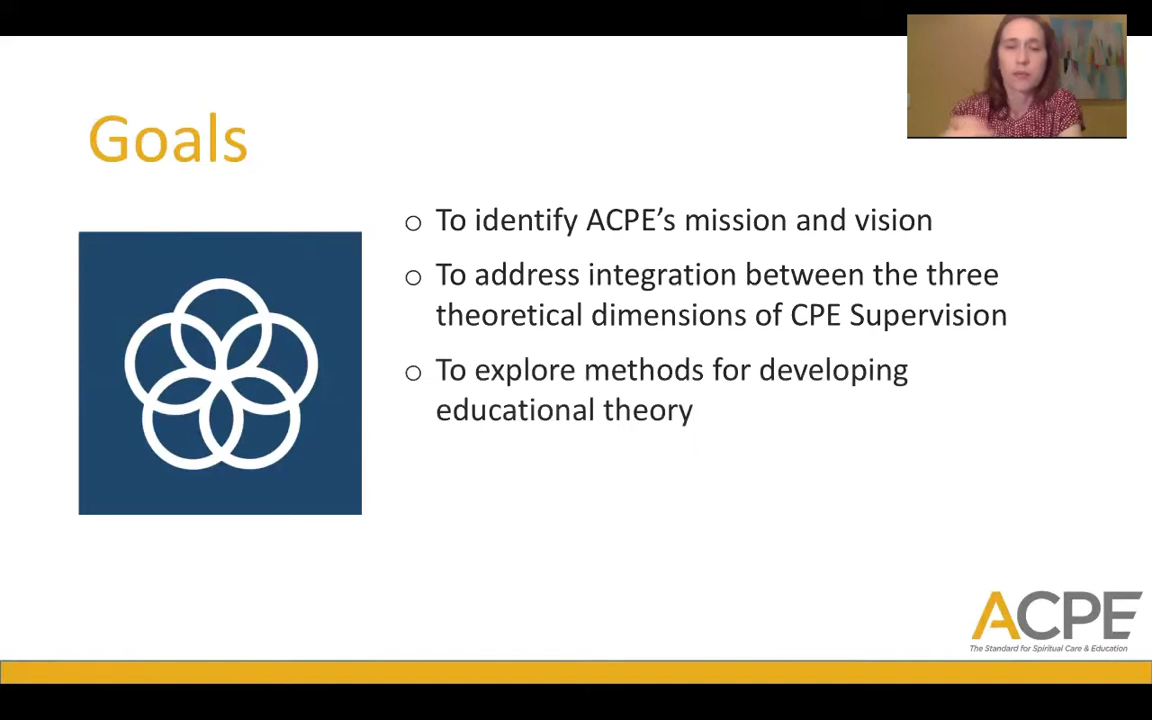 Goals
o To identify ACPE’s mission and vision
o To address integration between the three
theoretical dimensions of CPE Supervision
o To explore methods for developing
educational theory
ACPE
The Standard for Spiritual Care & Education